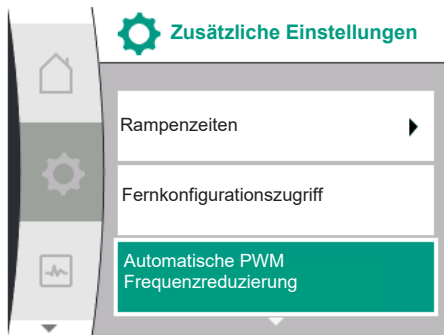 Zusätzliche Einstellungen
Rampenzeiten
Fernkonfigurationszugriff
Automatische PWM
Frequenzreduzierung